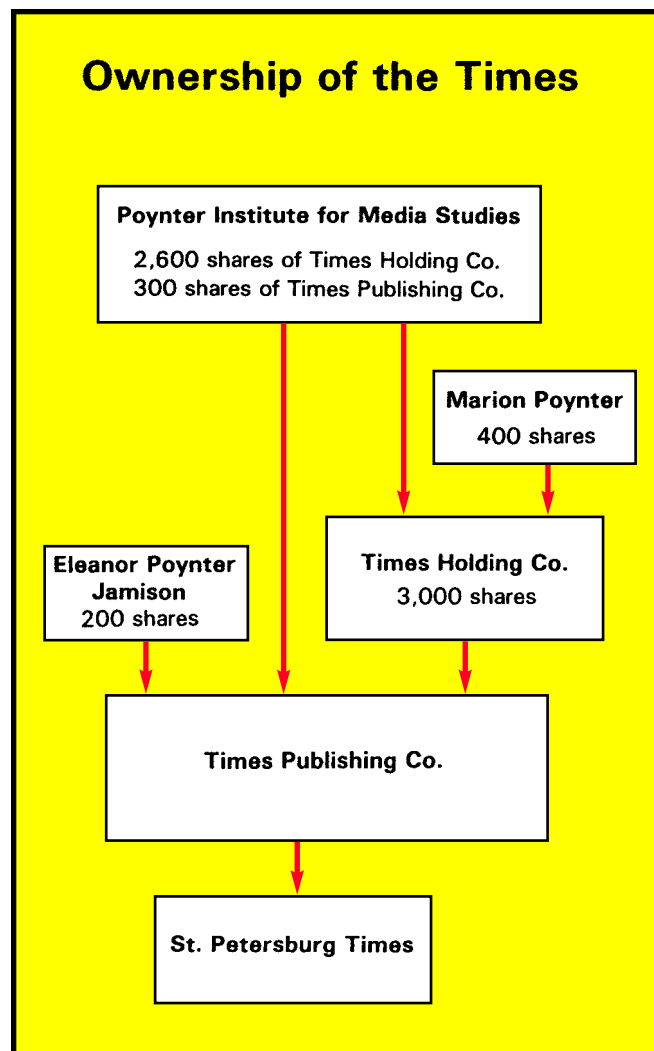 Ownership of the Times
Poynter Institute for Media Studies
2,600 shares of Times Holding Co.
300 shares of Times Publishing Co.
Marion Poynter
400 shares
Times Holding Co.
3,000 shares
Eleanor Poynter
Jamison
200 shares
Times Publishing Co.
St. Petersburg Times